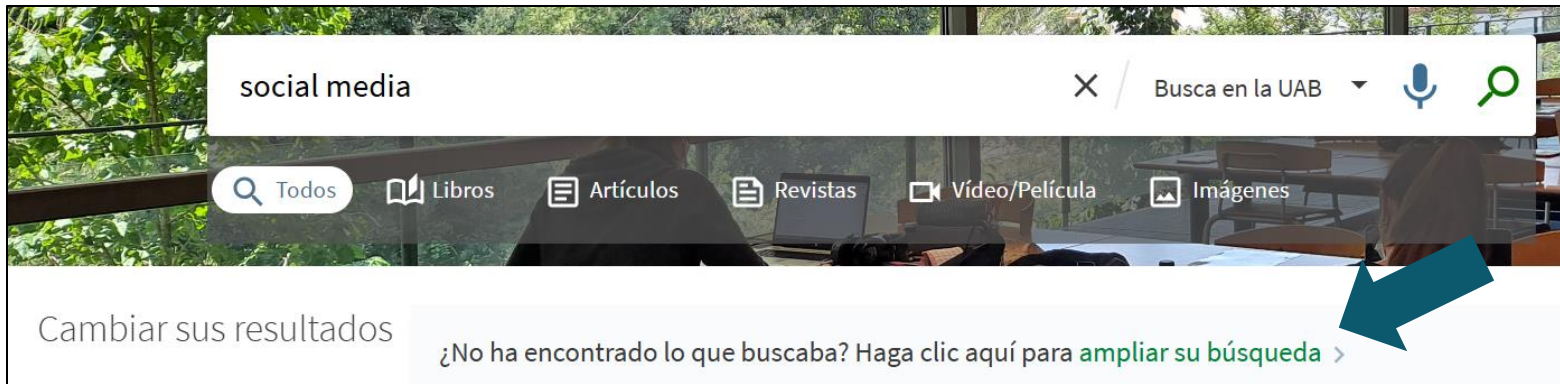 social media
Busca en la UAB
Todos Libros Artículos Revistas Vídeo/Película Imágenes
Cambiar sus resultados
¿No ha encontrado lo que buscaba? Haga clic aquí para ampliar su búsqueda >